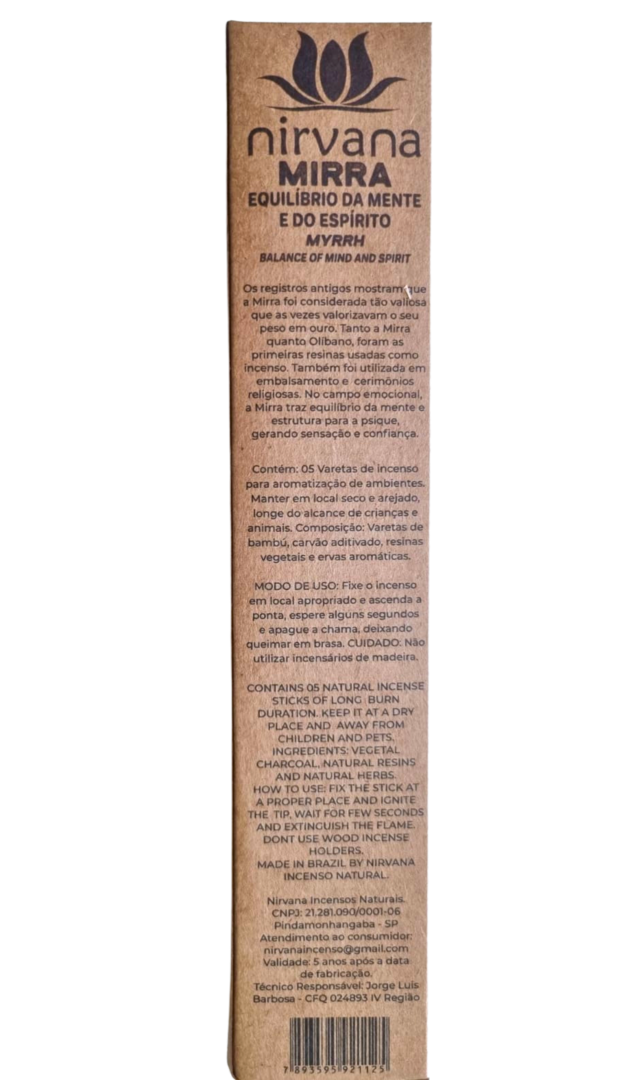 nirvana
MIRRA
EQUILÍBRIO DA MENTE
E DO ESPÍRITO
MYRRH
BALANCE OF MIND AND SPIRIT
Os registros antigos mostram que
a Mirra foi considerada tão valiosa
que as vezes valorizavam o seu
peso em ouro. Tanto a Mirra
quanto Olíbano, foram as
primeiras resinas usadas como
incenso. Também foi utilizada em
embalsamento e cerimônios
religiosas. No campo emocional,
a Mirra traz equilíbrio da mente e
estrutura para a psique,
gerando sensação e confiança.
Contém: 05 Varetas de incenso
para aromatização de ambientes.
Manter em local seco e arejado,
longe do alcance de crianças e
animais. Composição: Varetas de
bambú, carvão aditivado, resinas
vegetais e ervas aromáticas.
MODO DE USO: Fixe o incenso
em local apropriado e ascenda a
ponta, espere alguns segundos
e apague a chama, deixando
queimar em brasa. CUIDADO: Não
utilizar incensários de madeira.
CONTAINS 05 NATURAL INCENSE
STICKS OF LONG BURN
DURATION. KEEP IT AT A DRY
PLACE AND AWAY FROM
CHILDREN AND PETS.
INGREDIENTS: VEGETAL
CHARCOAL, NATURAL RESINS
AND NATURAL HERBS.
HOW TO USE: FIX THE STICK AT
A PROPER PLACE AND IGNITE
THE TIP, WAIT FOR FEW SECONDS
AND EXTINGUISH THE FLAME.
DONT USE WOOD INCENSE
HOLDERS.
MADE IN BRAZIL BY NIRVANA
INCENSO NATURAL.
Nirvana Incensos Naturais.
CNPJ: 21.281.090/0001-06
Pindamonhangaba - SP
Atendimento ao consumidor:
nirvanaincenso@gmail.com
Validade: 5 anos após a data
de fabricação.
Técnico Responsável: Jorge Luis
Barbosa - CFQ 024893 IV Região
7 893595 921125